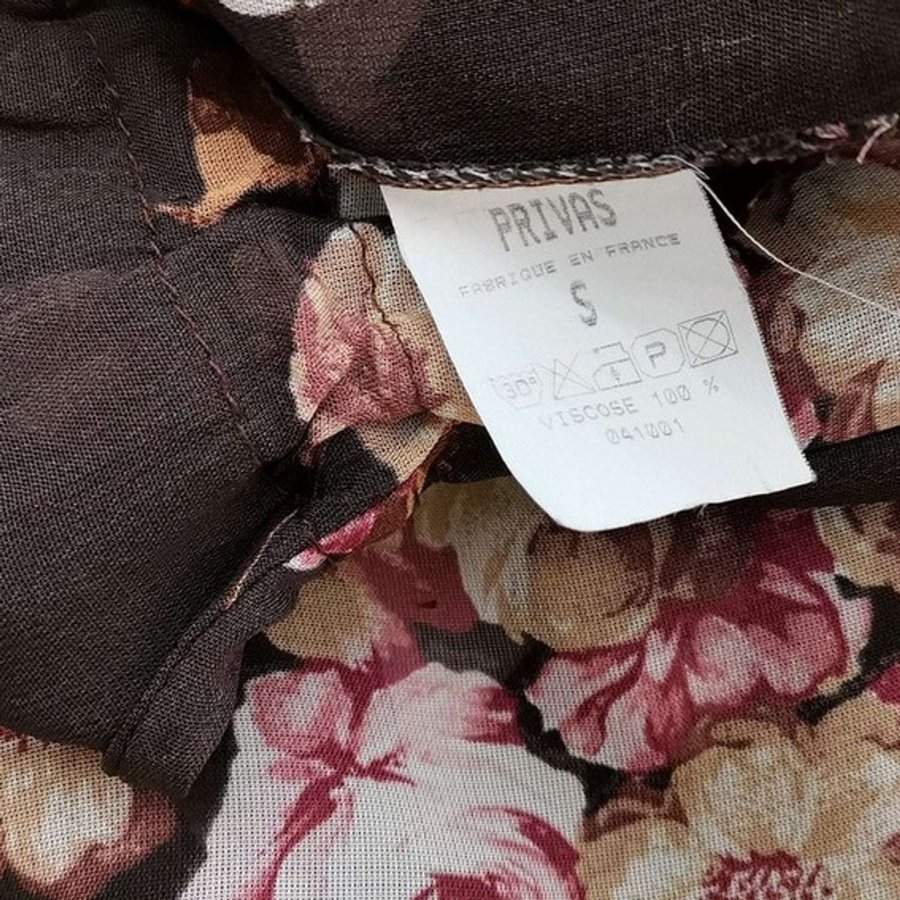 PRIVAS
FABRIQUE EN FRANCE
S
30° P
VISCOSE 100 %
041001